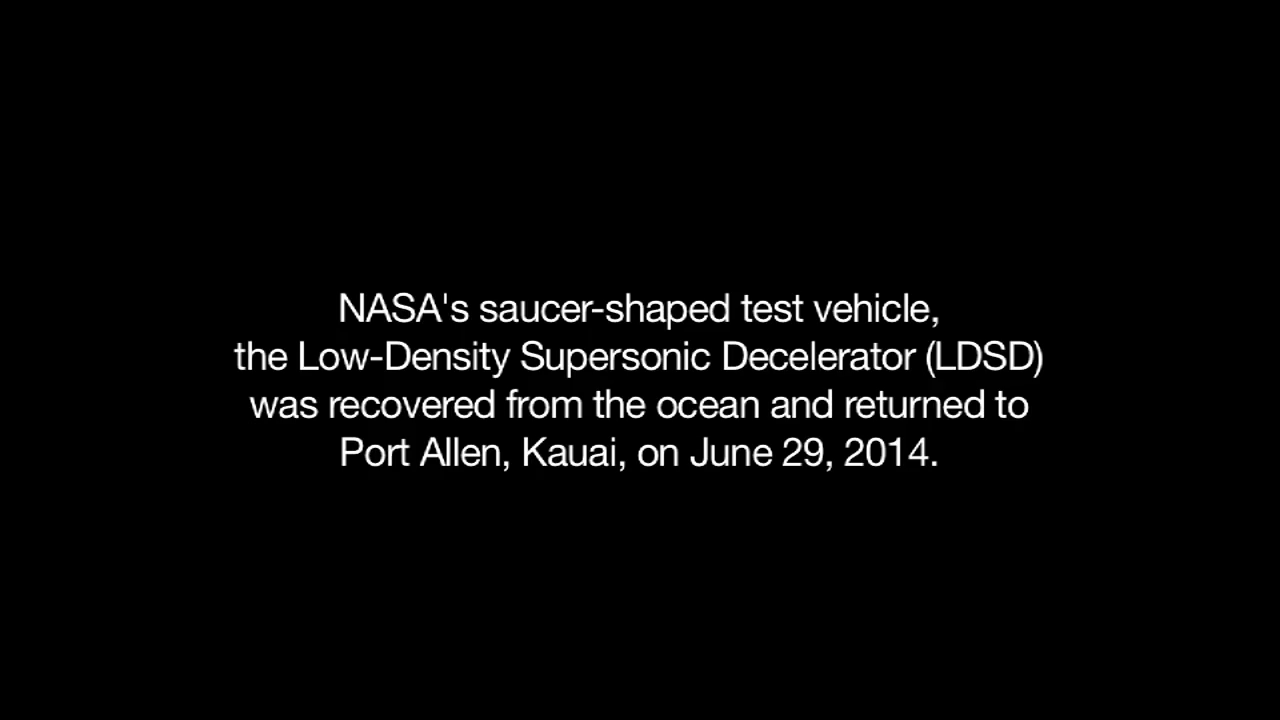 NASA's saucer-shaped test vehicle,
the Low-Density Supersonic Decelerator (LDSD)
was recovered from the ocean and returned to
Port Allen, Kauai, on June 29, 2014.